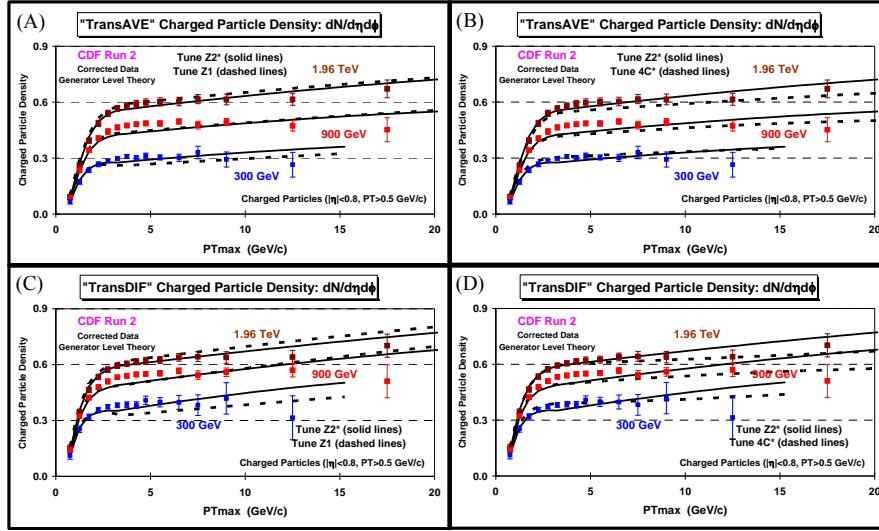 (A)
"TransAVE" Charged Particle Density: dN/dηdϕ
CDF Run 2
Corrected Data
Generator Level Theory
Tune Z2* (solid lines)
Tune Z1 (dashed lines)
1.96 TeV
900 GeV
300 GeV
Charged Particles (|η|<0.8, PT>0.5 GeV/c)
Charged Particle Density
0.9
0.6
0.3
0.0
0 5 10 15 20
PTmax (GeV/c)
(B)
"TransAVE" Charged Particle Density: dN/dηdϕ
CDF Run 2
Corrected Data
Generator Level Theory
Tune Z2* (solid lines)
Tune 4C* (dashed lines)
1.96 TeV
900 GeV
300 GeV
Charged Particles (|η|<0.8, PT>0.5 GeV/c)
Charged Particle Density
0.9
0.6
0.3
0.0
0 5 10 15 20
PTmax (GeV/c)
(C)
"TransDIF" Charged Particle Density: dN/dηdϕ
CDF Run 2
Corrected Data
Generator Level Theory
1.96 TeV
900 GeV
300 GeV
Tune Z2* (solid lines)
Tune Z1 (dashed lines)
Charged Particles (|η|<0.8, PT>0.5 GeV/c)
Charged Particle Density
0.9
0.6
0.3
0.0
0 5 10 15 20
PTmax (GeV/c)
(D)
"TransDIF" Charged Particle Density: dN/dηdϕ
CDF Run 2
Corrected Data
Generator Level Theory
1.96 TeV
900 GeV
300 GeV
Tune Z2* (solid lines)
Tune 4C* (dashed lines)
Charged Particles (|η|<0.8, PT>0.5 GeV/c)
Charged Particle Density
0.9
0.6
0.3
0.0
0 5 10 15 20
PTmax (GeV/c)